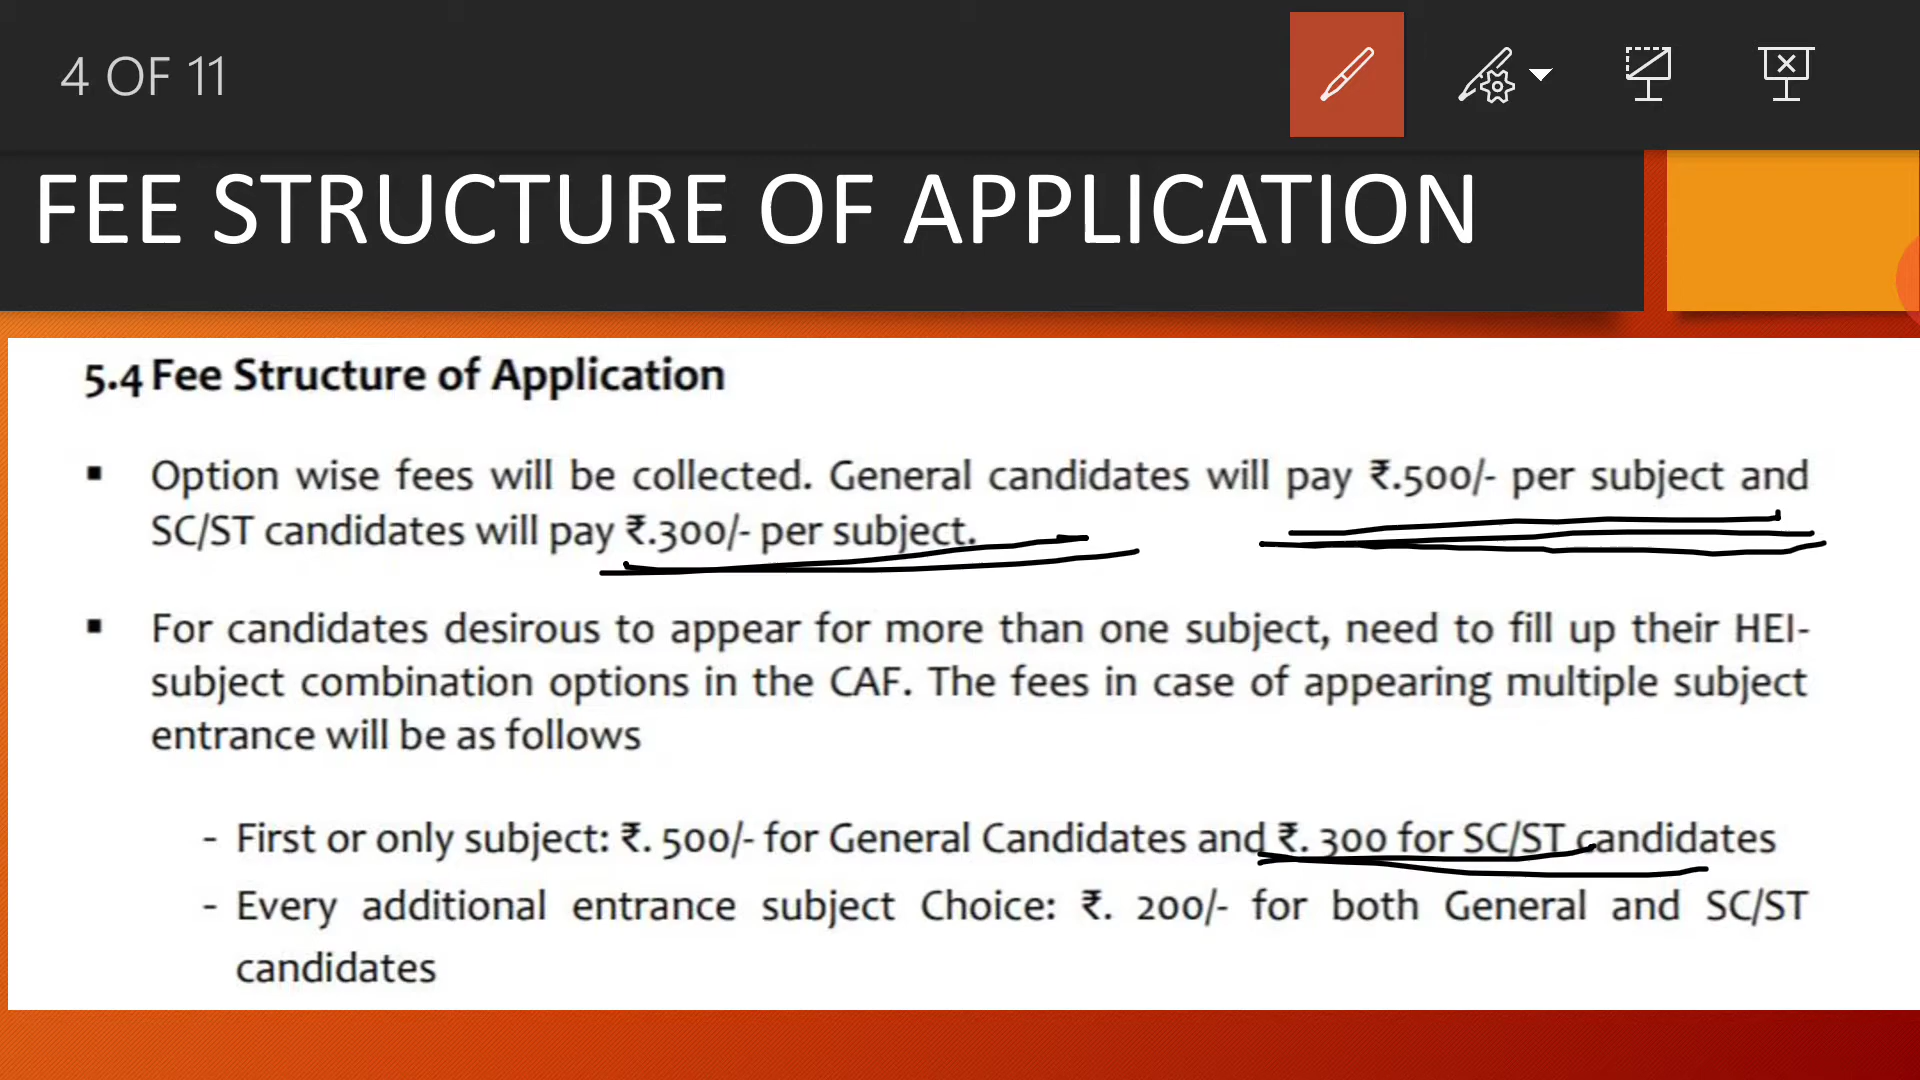 4 OF 11
FEE STRUCTURE OF APPLICATION
5.4 Fee Structure of Application
▪ Option wise fees will be collected. General candidates will pay ₹.500/- per subject and
SC/ST candidates will pay ₹.300/- per subject.
▪ For candidates desirous to appear for more than one subject, need to fill up their HEI-
subject combination options in the CAF. The fees in case of appearing multiple subject
entrance will be as follows
- First or only subject: ₹. 500/- for General Candidates and ₹. 300 for SC/ST candidates
- Every additional entrance subject Choice: ₹. 200/- for both General and SC/ST
candidates